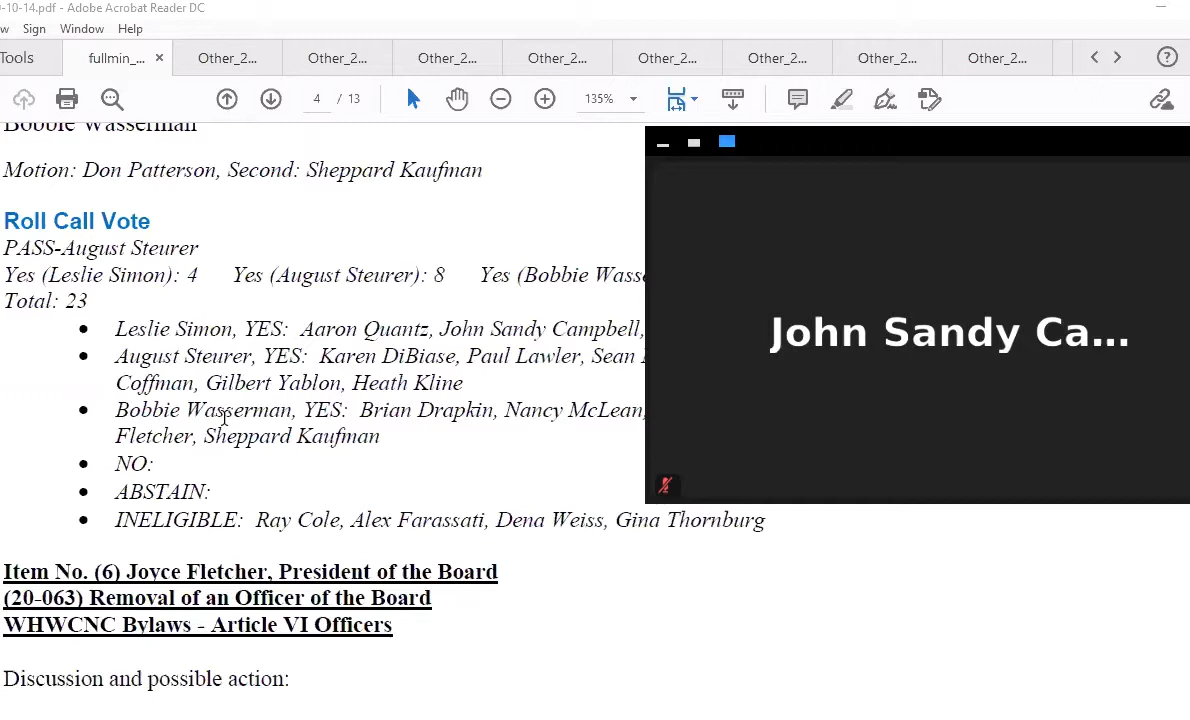 -10-14.pdf - Adobe Acrobat Reader DC
w Sign Window Help
Tools fullmin_... × Other_2... Other_2... Other_2... Other_2... Other_2... Other_2... Other_2... Other_2...
4 / 13 135%
Bobbie Wasserman
Motion: Don Patterson, Second: Sheppard Kaufman
Roll Call Vote
PASS-August Steurer
Yes (Leslie Simon): 4 Yes (August Steurer): 8 Yes (Bobbie Wasse
Total: 23
• Leslie Simon, YES: Aaron Quantz, John Sandy Campbell,
• August Steurer, YES: Karen DiBiase, Paul Lawler, Sean
Coffman, Gilbert Yablon, Heath Kline
• Bobbie Wasserman, YES: Brian Drapkin, Nancy McLean,
Fletcher, Sheppard Kaufman
• NO:
• ABSTAIN:
• INELIGIBLE: Ray Cole, Alex Farassati, Dena Weiss, Gina Thornburg
John Sandy Ca...
Item No. (6) Joyce Fletcher, President of the Board
(20-063) Removal of an Officer of the Board
WHWCNC Bylaws - Article VI Officers
Discussion and possible action: